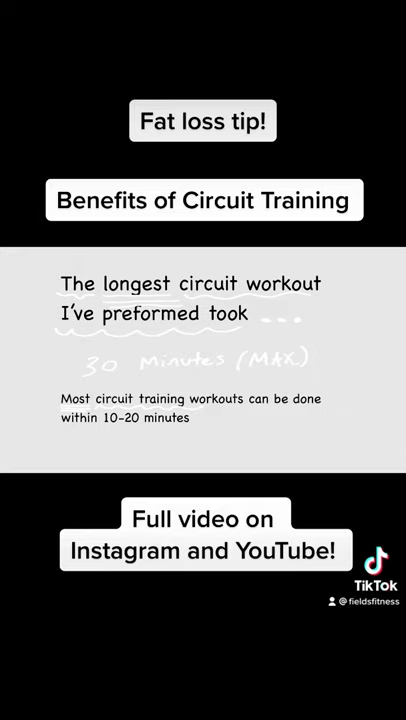 Fat loss tip!
Benefits of Circuit Training
The longest circuit workout
I've preformed took ...
30 Minutes (MAX)
Most circuit training workouts can be done
within 10-20 minutes
Full video on
Instagram and YouTube!
TikTok
@fieldsfitness